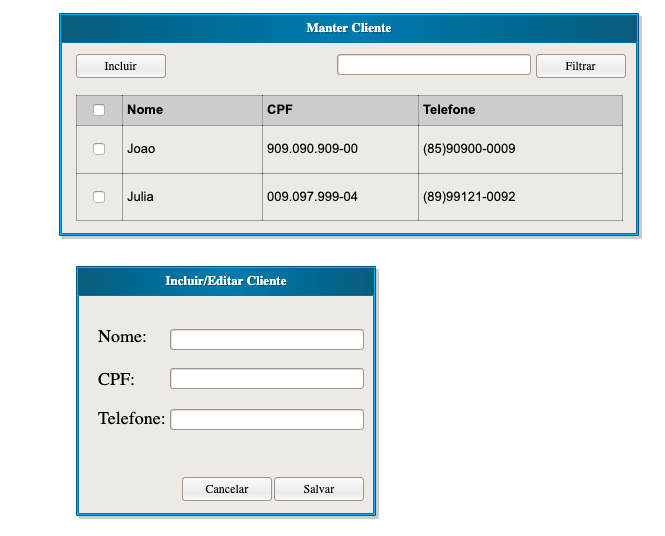 Manter Cliente
Incluir Filtrar
Nome CPF Telefone
Joao 909.090.909-00 (85)90900-0009
Julia 009.097.999-04 (89)99121-0092
Incluir/Editar Cliente
Nome:
CPF:
Telefone:
Cancelar Salvar